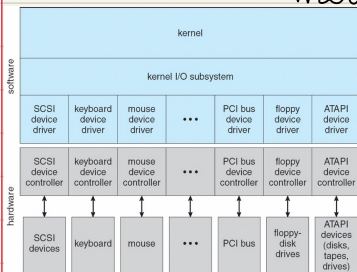 kernel
kernel I/O subsystem
software
SCSI device driver
keyboard device driver
mouse device driver
•••
PCI bus device driver
floppy device driver
ATAPI device driver
hardware
SCSI device controller
keyboard device controller
mouse device controller
•••
PCI bus device controller
floppy device controller
ATAPI device controller
SCSI devices
keyboard
mouse
•••
PCI bus
floppy-disk drives
ATAPI devices (disks, tapes, drives)